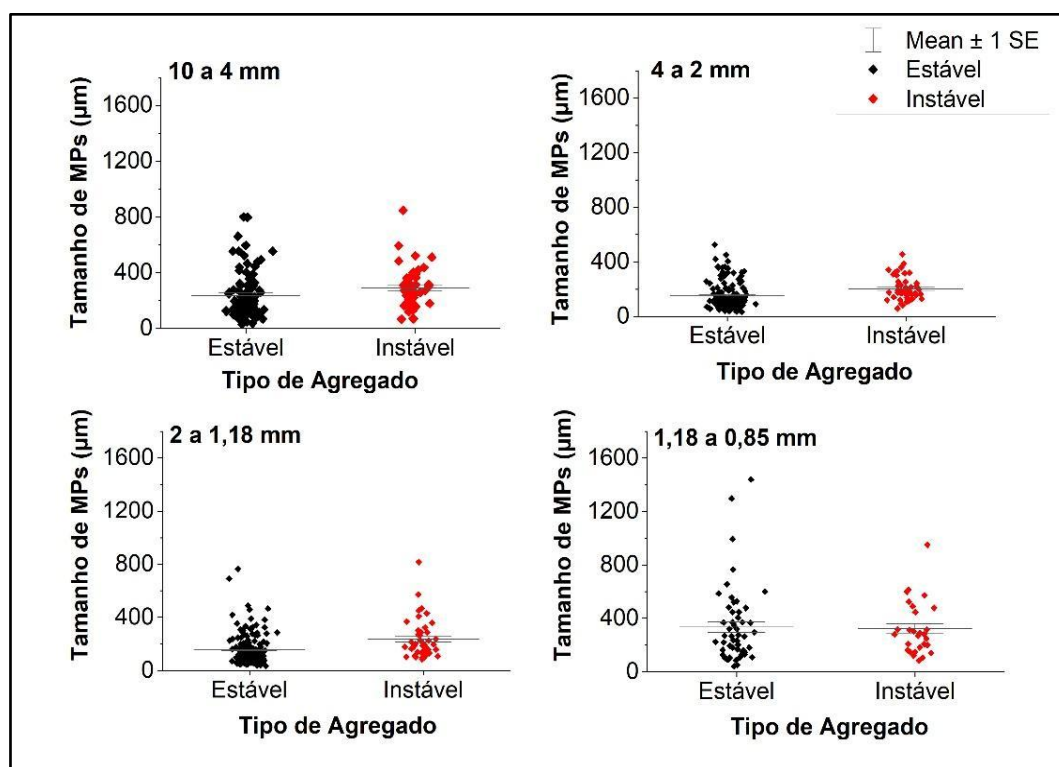 Mean ± 1 SE
Estável
Instável
10 a 4 mm
Tamanho de MPs (µm)
1600
1200
800
400
0
Estável Instável
Tipo de Agregado
4 a 2 mm
Tamanho de MPs (µm)
1600
1200
800
400
0
Estável Instável
Tipo de Agregado
2 a 1,18 mm
Tamanho de MPs (µm)
1600
1200
800
400
0
Estável Instável
Tipo de Agregado
1,18 a 0,85 mm
Tamanho de MPs (µm)
1600
1200
800
400
0
Estável Instável
Tipo de Agregado